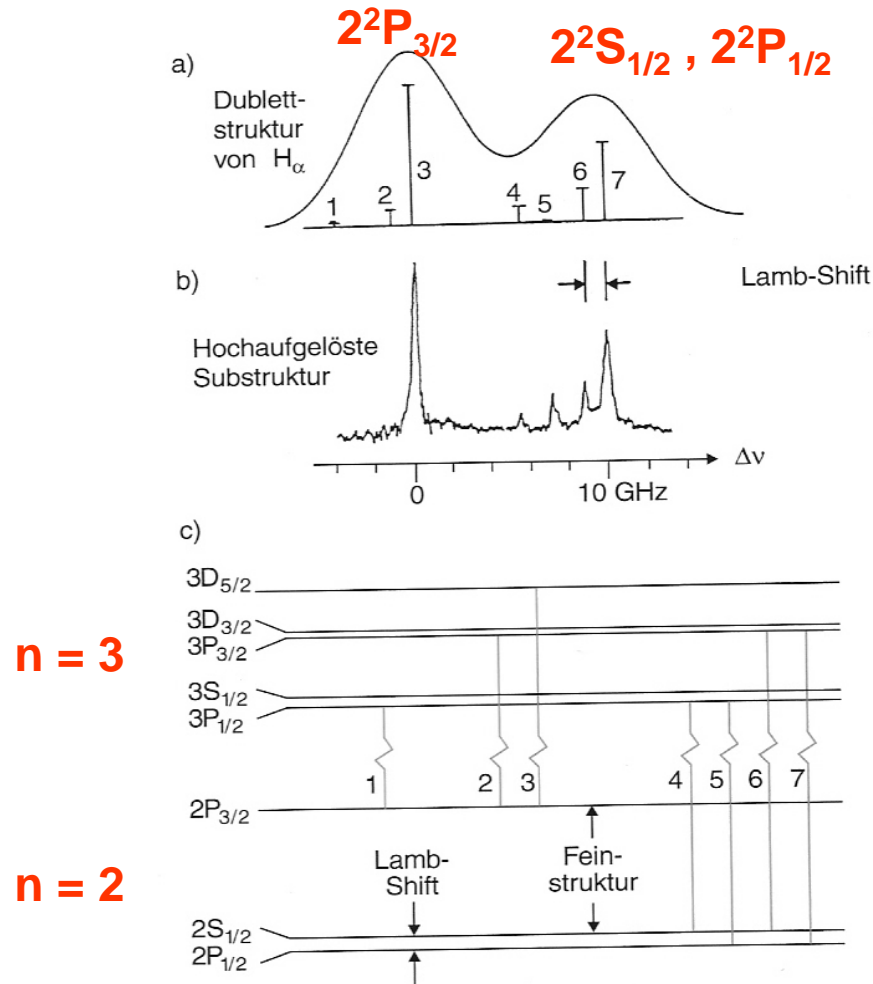 2²P₃/₂
2²S₁/₂ , 2²P₁/₂
a)
Dublett-
struktur
von Hα
1
2
3
4
5
6
7
b)
Lamb-Shift
Hochaufgelöste
Substruktur
Δν
0
10 GHz
c)
3D₅/₂
3D₃/₂
n = 3
3P₃/₂
3S₁/₂
3P₁/₂
1
2
3
4
5
6
7
2P₃/₂
Lamb-
Shift
Fein-
struktur
n = 2
2S₁/₂
2P₁/₂